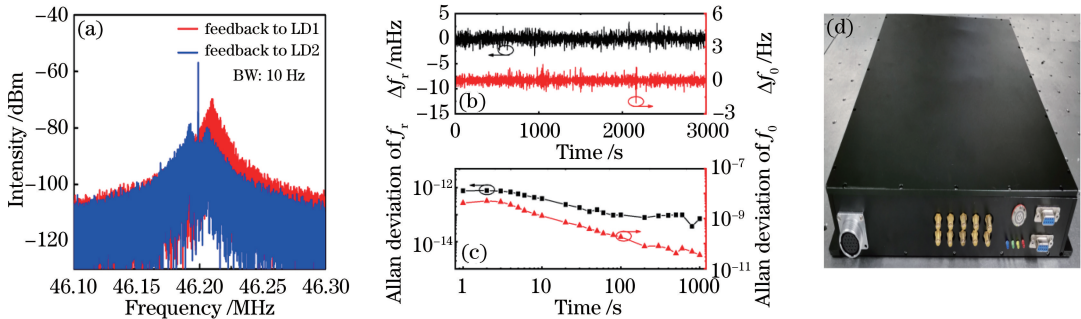 (a)
feedback to LD1
feedback to LD2
BW: 10 Hz
Intensity /dBm
−40
−60
−80
−100
−120
46.10
46.15
46.20
46.25
46.30
Frequency /MHz
(b)
Δf_r /mHz
5
0
−5
−10
−15
Δf_0 /Hz
6
3
0
−3
0
1000
2000
3000
Time /s
(c)
Allan deviation of f_r
10^−12
10^−14
Allan deviation of f_0
10^−7
10^−9
10^−11
1
10
100
1000
Time /s
(d)